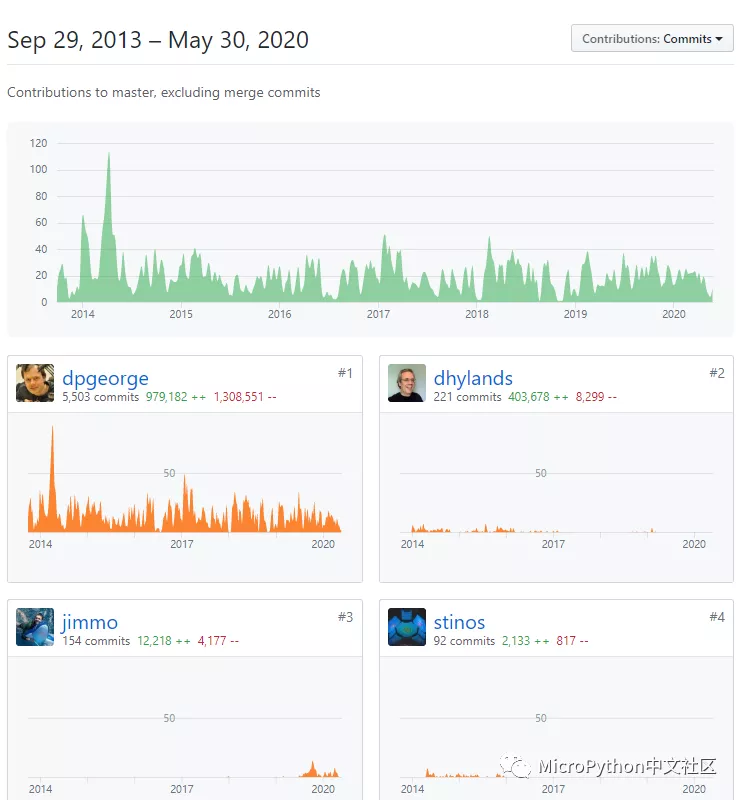 Sep 29, 2013 – May 30, 2020
Contributions: Commits
Contributions to master, excluding merge commits
120
100
80
60
40
20
0
2014 2015 2016 2017 2018 2019 2020
dpgeorge #1
5,503 commits 979,182 ++ 1,308,551 --
50
2014 2017 2020
dhylands #2
221 commits 403,678 ++ 8,299 --
50
2014 2017 2020
jimmo #3
154 commits 12,218 ++ 4,177 --
50
2014 2017 2020
stinos #4
92 commits 2,133 ++ 817 --
50
2014 2017 2020
MicroPython中文社区